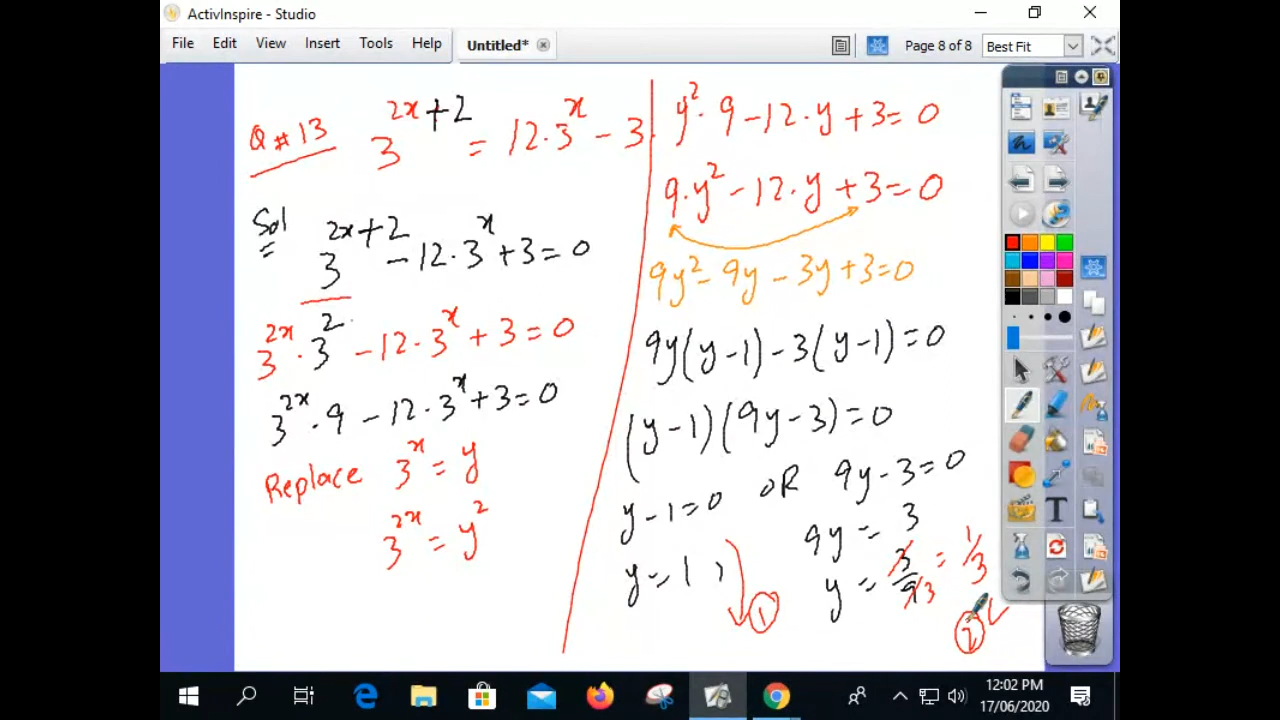 ActivInspire - Studio
File Edit View Insert Tools Help Untitled* Page 8 of 8 Best Fit
Q # 13 3^{2x+2} = 12·3^x - 3
Sol
3^{2x+2} - 12·3^x + 3 = 0
3^{2x}·3^2 - 12·3^x + 3 = 0
3^{2x}·9 - 12·3^x + 3 = 0
Replace 3^x = y
3^{2x} = y^2
y^2·9 - 12·y + 3 = 0
9·y^2 - 12·y + 3 = 0
9y^2 - 9y - 3y + 3 = 0
9y(y-1) - 3(y-1) = 0
(y-1)(9y-3) = 0
y - 1 = 0 OR 9y - 3 = 0
9y = 3
y = 1, ① y = 3/9 3 = 1/3
②
12:02 PM
17/06/2020